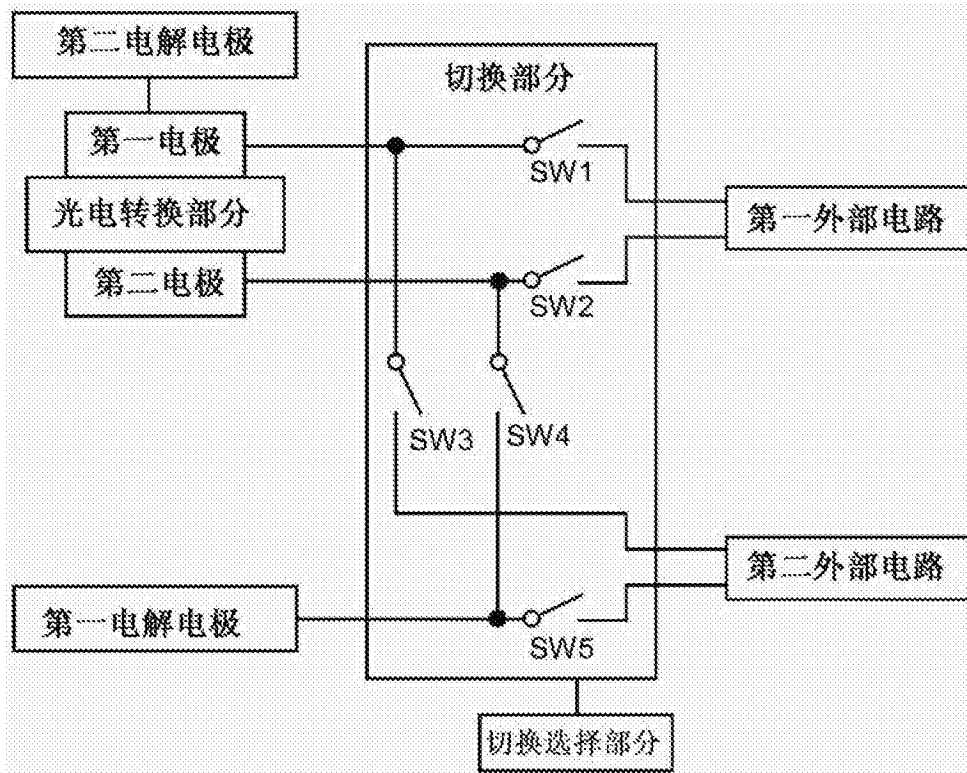 第二电解电极
切换部分
第一电极
SW1
光电转换部分
第一外部电路
第二电极
SW2
SW3
SW4
第二外部电路
第一电解电极
SW5
切换选择部分